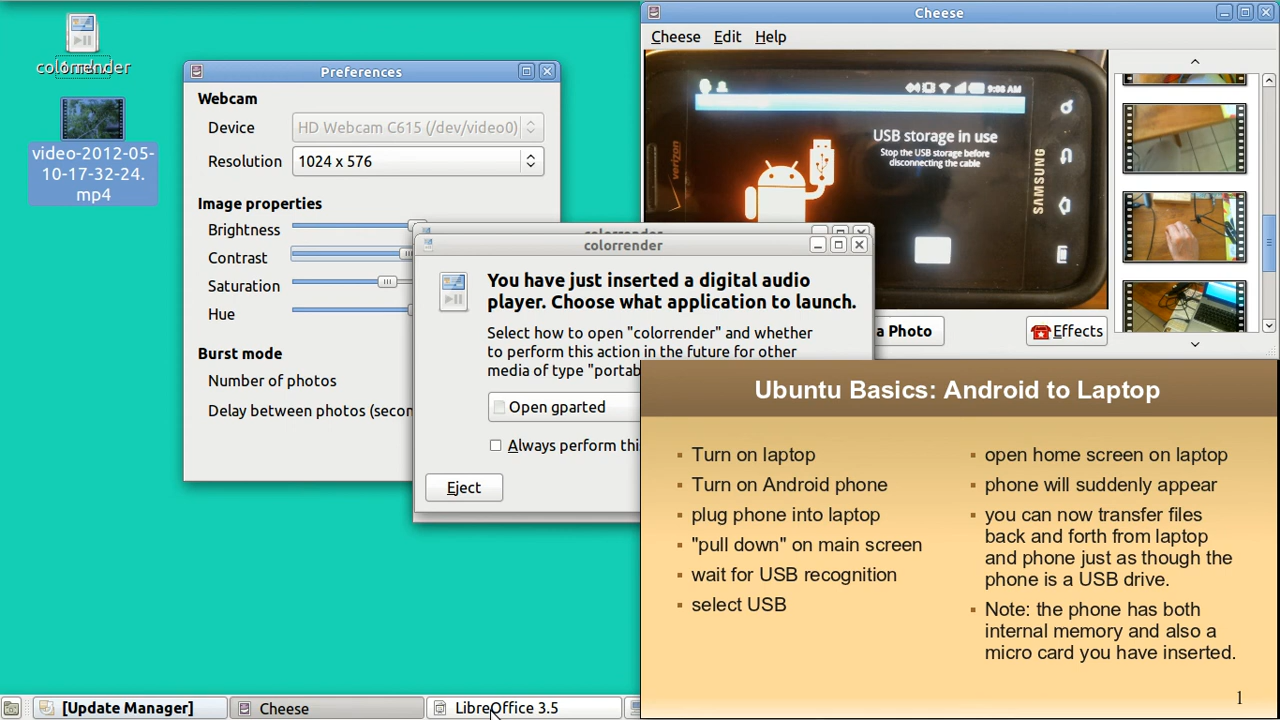 colorrender
video-2012-05-
10-17-32-24.
mp4
Preferences
Webcam
Device
HD Webcam C615 (/dev/video0)
Resolution
1024 x 576
Image properties
Brightness
Contrast
Saturation
Hue
Burst mode
Number of photos
Delay between photos (secon
colorrender
colorrender
You have just inserted a digital audio
player. Choose what application to launch.
Select how to open "colorrender" and whether
to perform this action in the future for other
media of type "portab
Open gparted
Always perform thi
Eject
Cheese
Cheese Edit Help
verizon
9:08 AM
USB storage in use
Stop the USB storage before
disconnecting the cable
SAMSUNG
a Photo
Effects
Ubuntu Basics: Android to Laptop
Turn on laptop
Turn on Android phone
plug phone into laptop
"pull down" on main screen
wait for USB recognition
select USB
open home screen on laptop
phone will suddenly appear
you can now transfer files
back and forth from laptop
and phone just as though the
phone is a USB drive.
Note: the phone has both
internal memory and also a
micro card you have inserted.
1
[Update Manager]
Cheese
LibreOffice 3.5